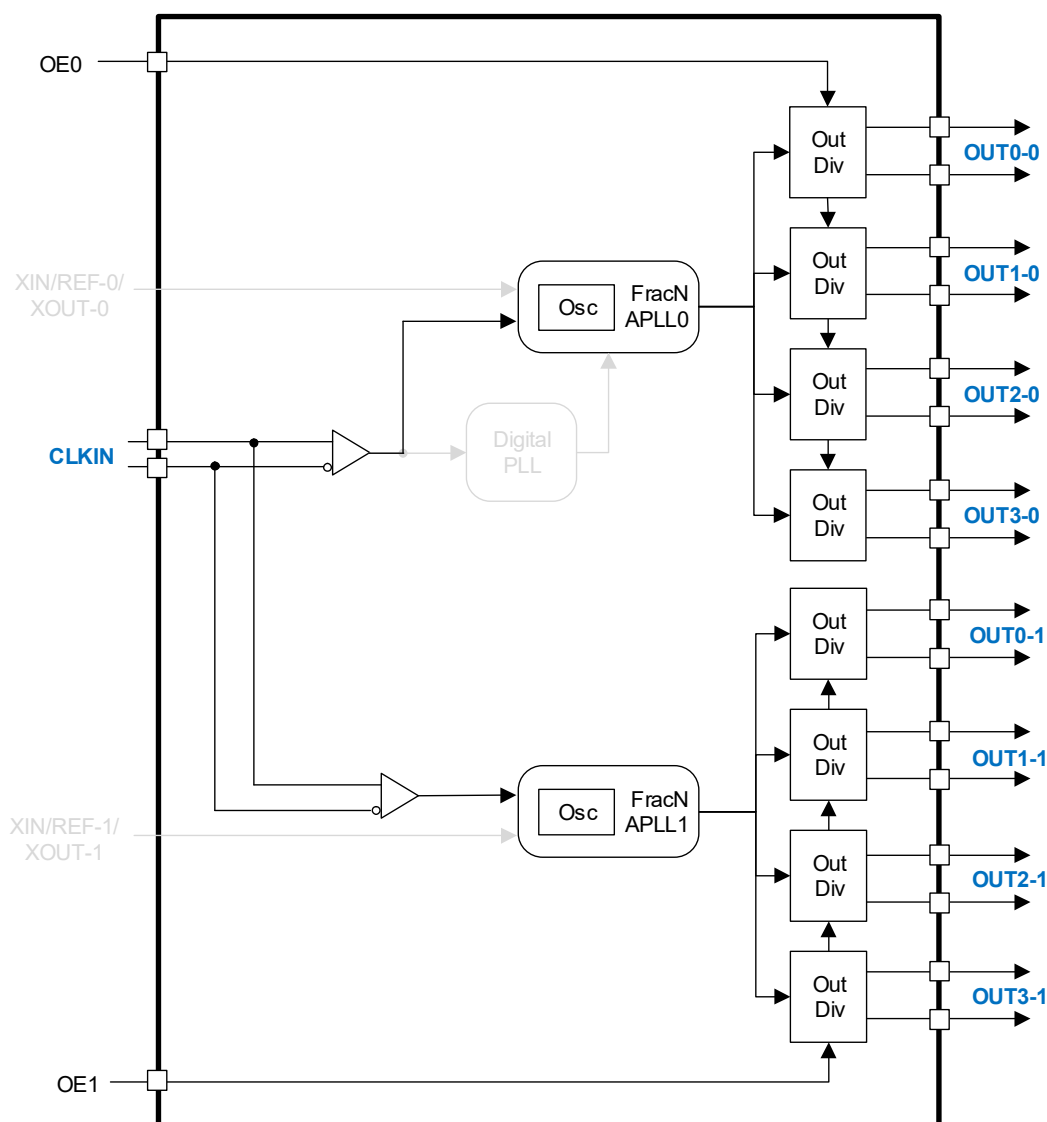 OE0
Out
Div
OUT0-0
Out
Div
OUT1-0
XIN/REF-0/
XOUT-0
Osc
FracN
APLL0
Out
Div
OUT2-0
CLKIN
Digital
PLL
Out
Div
OUT3-0
Out
Div
OUT0-1
Out
Div
OUT1-1
XIN/REF-1/
XOUT-1
Osc
FracN
APLL1
Out
Div
OUT2-1
Out
Div
OUT3-1
OE1